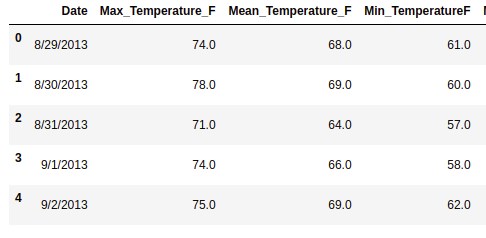 Date Max_Temperature_F Mean_Temperature_F Min_TemperatureF
0 8/29/2013 74.0 68.0 61.0
1 8/30/2013 78.0 69.0 60.0
2 8/31/2013 71.0 64.0 57.0
3 9/1/2013 74.0 66.0 58.0
4 9/2/2013 75.0 69.0 62.0